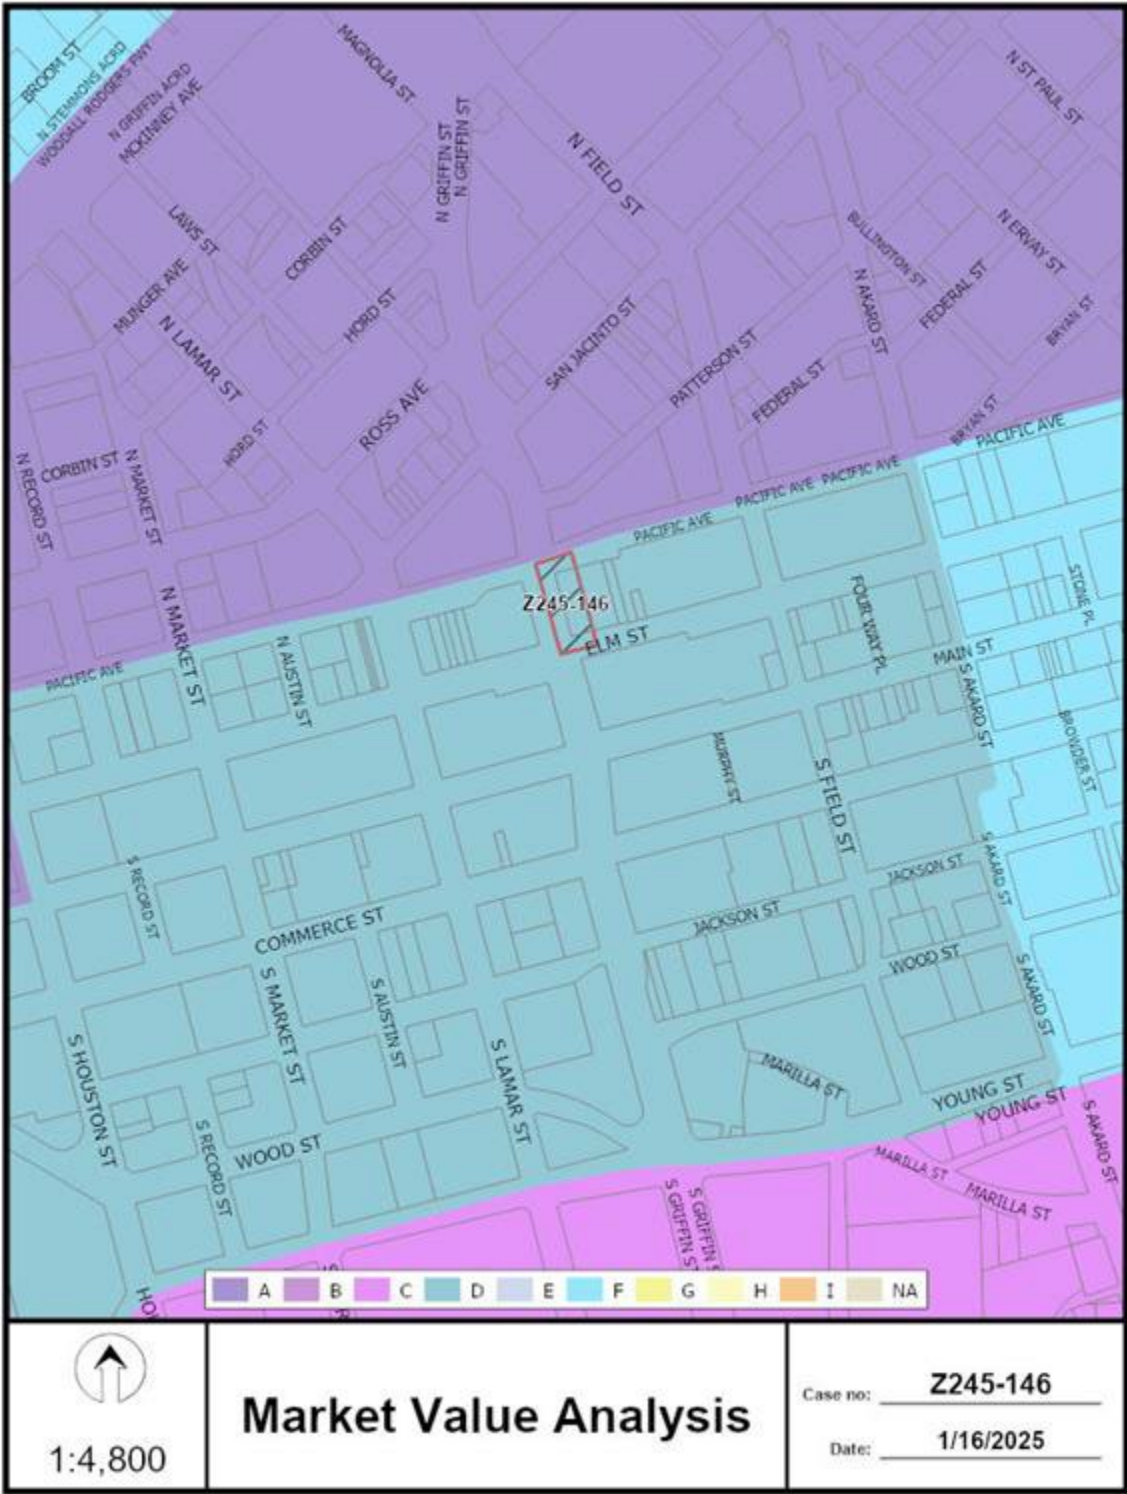 BROOM ST
N STEMMONS ACRD
WOODALL RODGERS FWY
N GRIFFIN ACRD
MCKINNEY AVE
MAGNOLIA ST
N GRIFFIN ST
N GRIFFIN ST
N FIELD ST
N ST PAUL ST
LAWS ST
CORBIN ST
MUNGER AVE
HORD ST
N LAMAR ST
BULLINGTON ST
N ERVAY ST
N AKARD ST
FEDERAL ST
BRYAN ST
SAN JACINTO ST
PATTERSON ST
FEDERAL ST
ROSS AVE
HORD ST
BRYAN ST
PACIFIC AVE
N RECORD ST
CORBIN ST
N MARKET ST
PACIFIC AVE
PACIFIC AVE
PACIFIC AVE
Z245-146
ELM ST
N MARKET ST
FOUR WAY PL
STONE PL
MAIN ST
PACIFIC AVE
N AUSTIN ST
S AKARD ST
BROWDER ST
MURPHY ST
S FIELD ST
S RECORD ST
JACKSON ST
S AKARD ST
COMMERCE ST
JACKSON ST
WOOD ST
S MARKET ST
S AUSTIN ST
S AKARD ST
S HOUSTON ST
S LAMAR ST
MARILLA ST
YOUNG ST
YOUNG ST
S AKARD ST
S RECORD ST
WOOD ST
MARILLA ST
MARILLA ST
S GRIFFIN ST
S GRIFFIN S
HOU
A B C D E F G H I NA
1:4,800
Market Value Analysis
Case no: Z245-146
Date: 1/16/2025